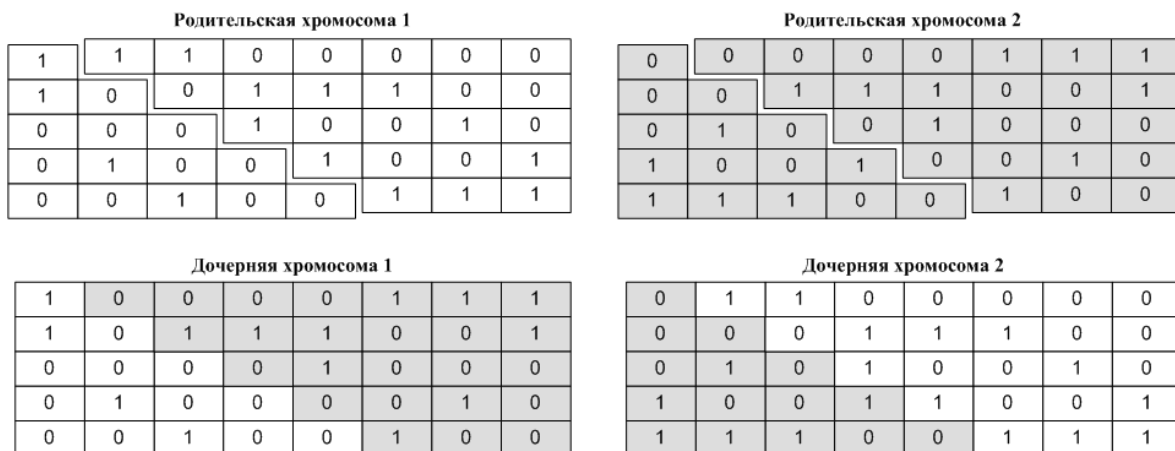 Родительская хромосома 1
1 1 1 0 0 0 0 0
1 0 0 1 1 1 0 0
0 0 0 1 0 0 1 0
0 1 0 0 1 0 0 1
0 0 1 0 0 1 1 1
Родительская хромосома 2
0 0 0 0 0 1 1 1
0 0 1 1 1 0 0 1
0 1 0 0 1 0 0 0
1 0 0 1 0 0 1 0
1 1 1 0 0 1 0 0
Дочерняя хромосома 1
1 0 0 0 0 1 1 1
1 0 1 1 1 0 0 1
0 0 0 0 1 0 0 0
0 1 0 0 0 0 1 0
0 0 1 0 0 1 0 0
Дочерняя хромосома 2
0 1 1 0 0 0 0 0
0 0 0 1 1 1 0 0
0 1 0 1 0 0 1 0
1 0 0 1 1 0 0 1
1 1 1 0 0 1 1 1